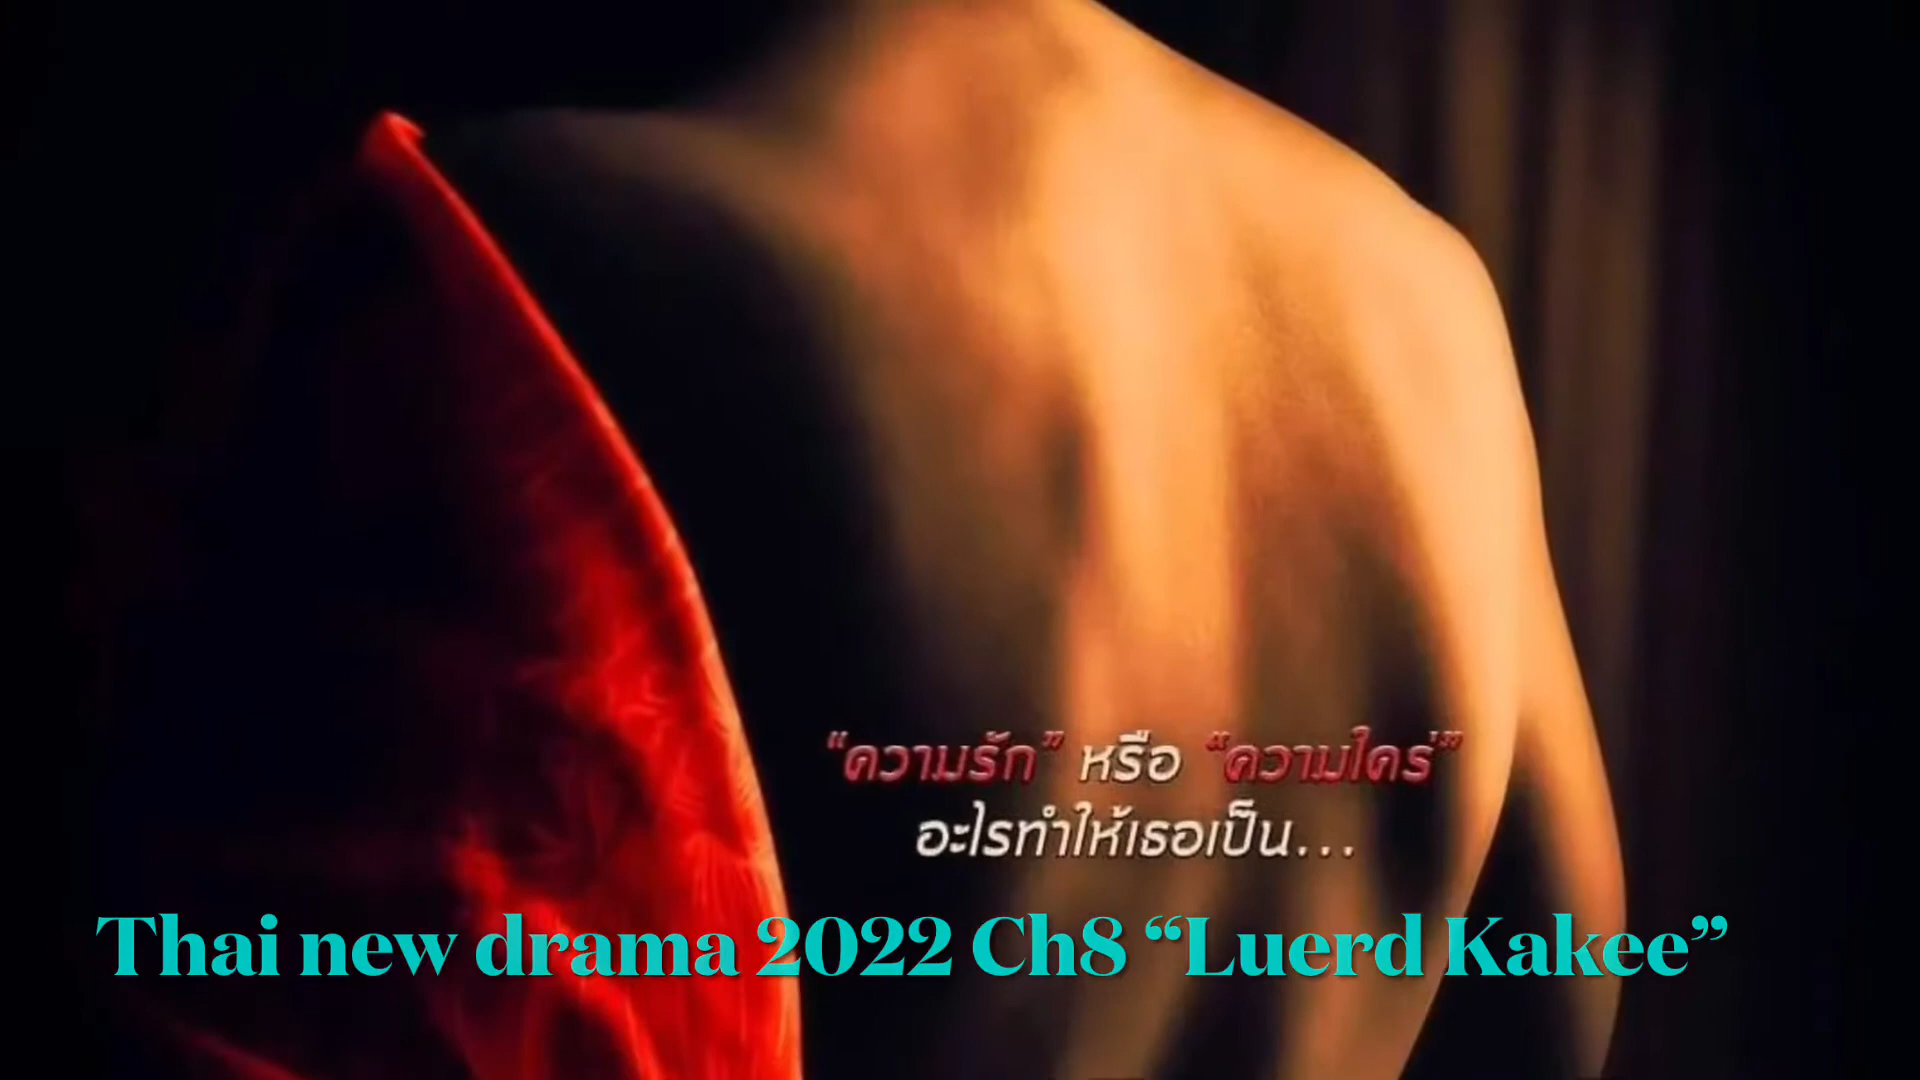 “ความรัก” หรือ “ความใคร่”
อะไรทำให้เธอเป็น...
Thai new drama 2022 Ch8 “Luerd Kakee”